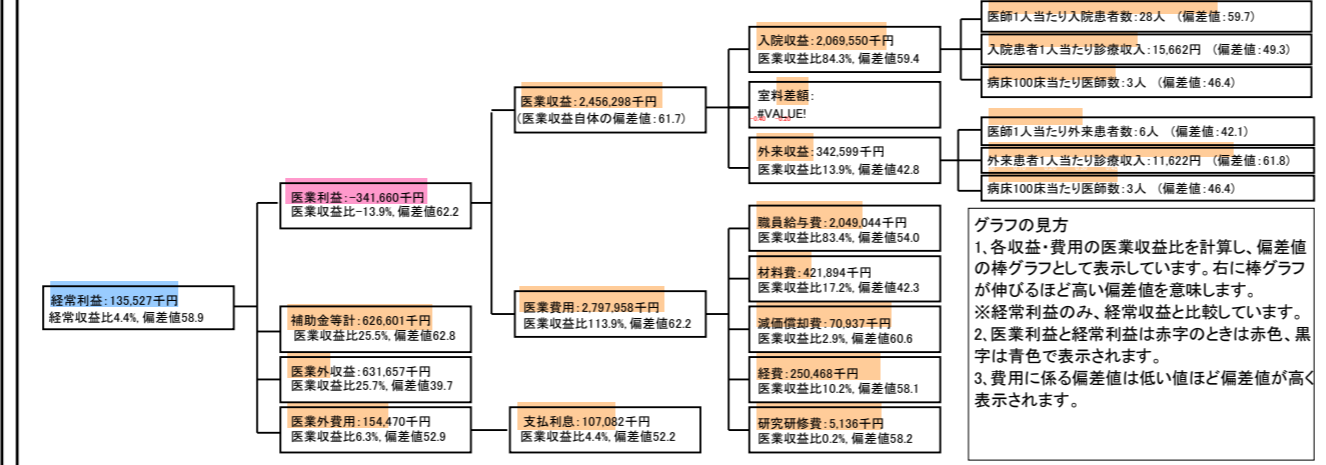 経常利益:135,527千円
経常収益比4.4%, 偏差値58.9
医業利益:-341,660千円
医業収益比-13.9%, 偏差値62.2
補助金等計:626,601千円
医業収益比25.5%, 偏差値62.8
医業外収益:631,657千円
医業収益比25.7%, 偏差値39.7
医業外費用:154,470千円
医業収益比6.3%, 偏差値52.9
医業収益:2,456,298千円
(医業収益自体の偏差値:61.7)
医業費用:2,797,958千円
医業収益比113.9%, 偏差値62.2
支払利息:107,082千円
医業収益比4.4%, 偏差値52.2
入院収益:2,069,550千円
医業収益比84.3%, 偏差値59.4
室料差額:
#VALUE!
外来収益:342,599千円
医業収益比13.9%, 偏差値42.8
職員給与費:2,049,044千円
医業収益比83.4%, 偏差値54.0
材料費:421,894千円
医業収益比17.2%, 偏差値42.3
減価償却費:70,937千円
医業収益比2.9%, 偏差値60.6
経費:250,468千円
医業収益比10.2%, 偏差値58.1
研究研修費:5,136千円
医業収益比0.2%, 偏差値58.2
医師1人当たり入院患者数:28人 (偏差値:59.7)
入院患者1人当たり診療収入:15,662円 (偏差値:49.3)
病床100床当たり医師数:3人 (偏差値:46.4)
医師1人当たり外来患者数:6人 (偏差値:42.1)
外来患者1人当たり診療収入:11,622円 (偏差値:61.8)
病床100床当たり医師数:3人 (偏差値:46.4)
グラフの見方
1、各収益・費用の医業収益比を計算し、偏差値
の棒グラフとして表示しています。右に棒グラフ
が伸びるほど高い偏差値を意味します。
※経常利益のみ、経常収益と比較しています。
2、医業利益と経常利益は赤字のときは赤色、黒
字は青色で表示されます。
3、費用に係る偏差値は低い値ほど偏差値が高く
表示されます。